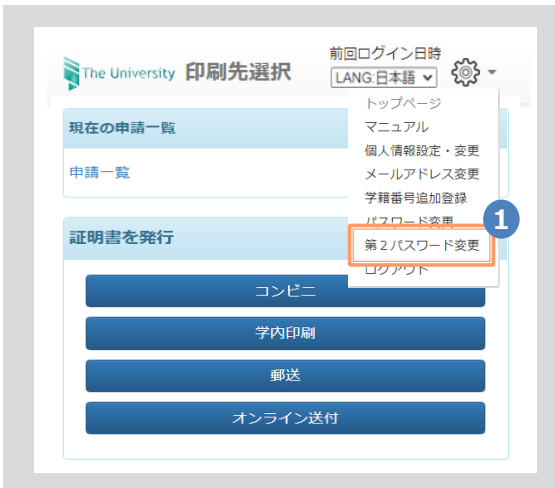 前回ログイン日時
The University 印刷先選択 LANG:日本語
トップページ
現在の申請一覧 マニュアル
個人情報設定・変更
申請一覧 メールアドレス変更
学籍番号追加登録
パスワード変更 1
証明書を発行 第２パスワード変更
ログアウト
コンビニ
学内印刷
郵送
オンライン送付